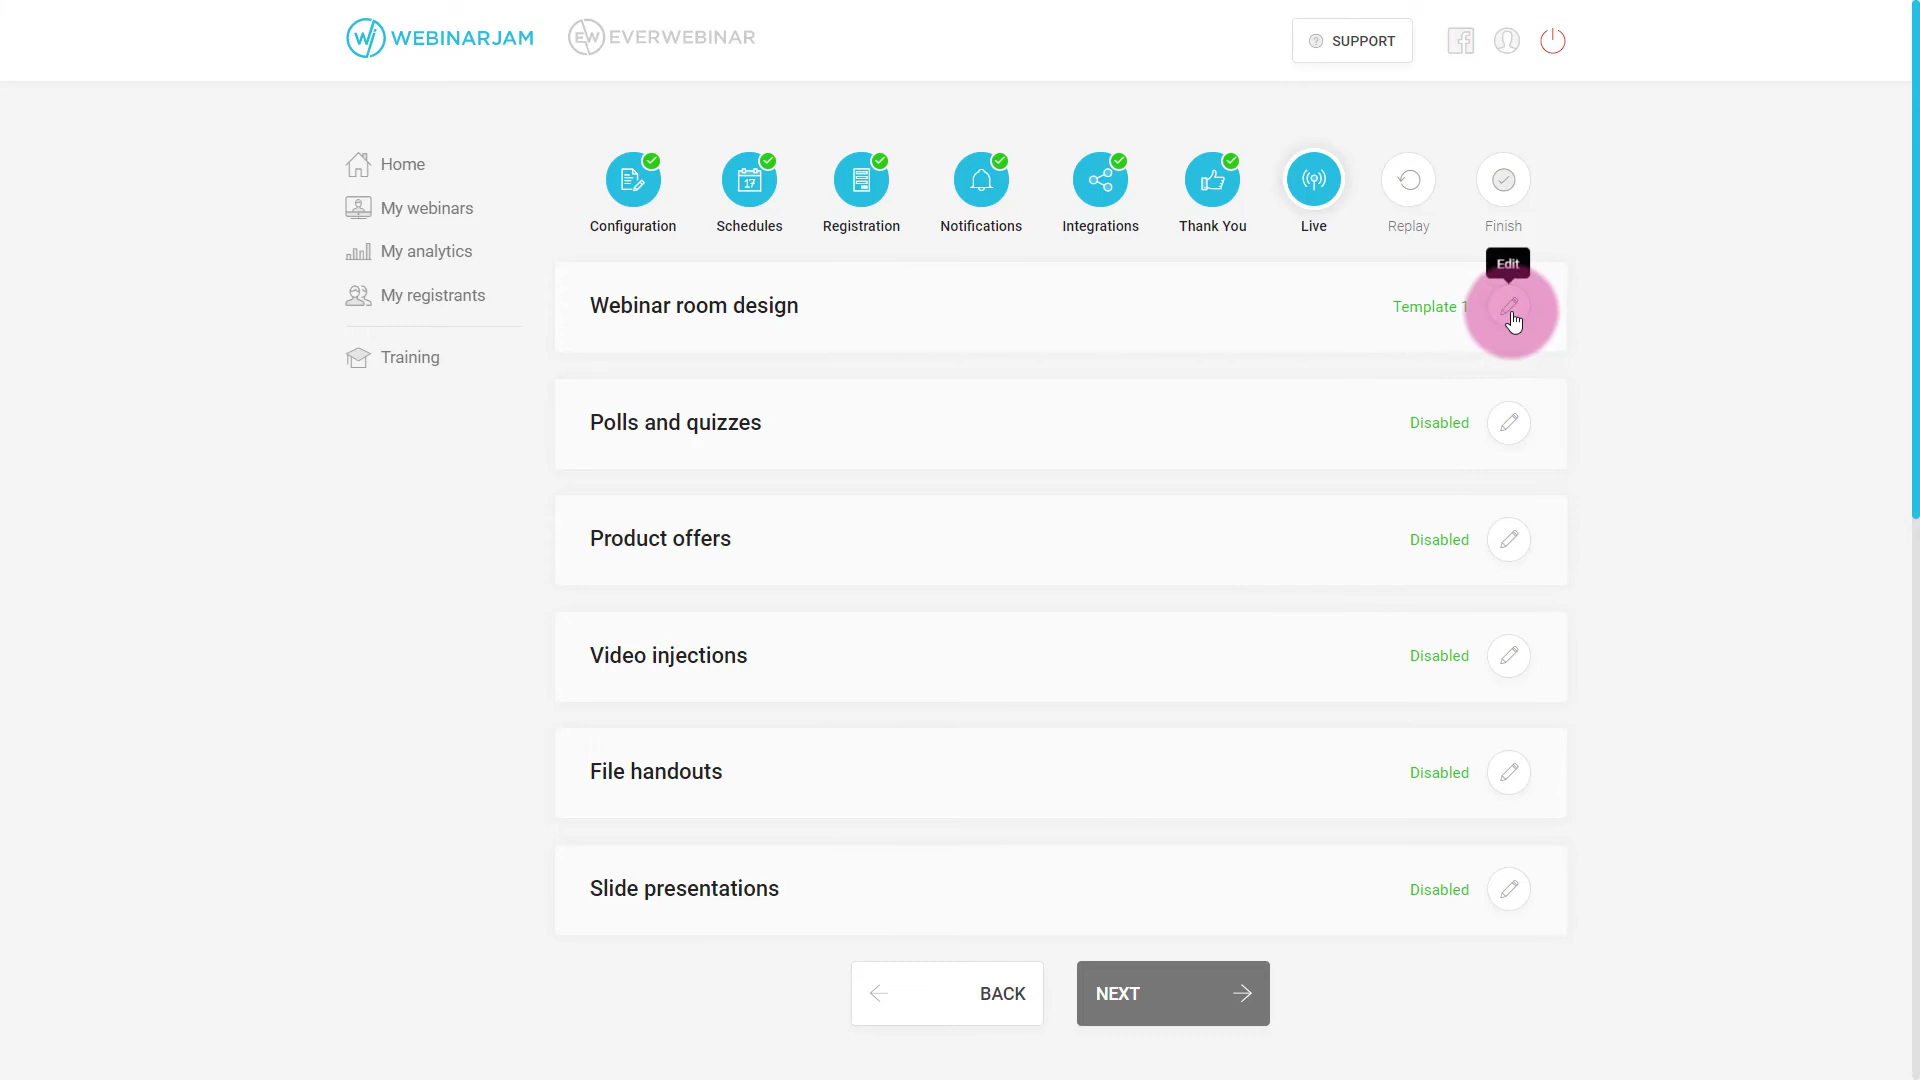 WEBINARJAM
EVERWEBINAR
SUPPORT
Home
My webinars
My analytics
My registrants
Training
Configuration
17
Schedules
Registration
Notifications
Integrations
Thank You
Live
Replay
Finish
Edit
Webinar room design
Template 1
Polls and quizzes
Disabled
Product offers
Disabled
Video injections
Disabled
File handouts
Disabled
Slide presentations
Disabled
BACK
NEXT